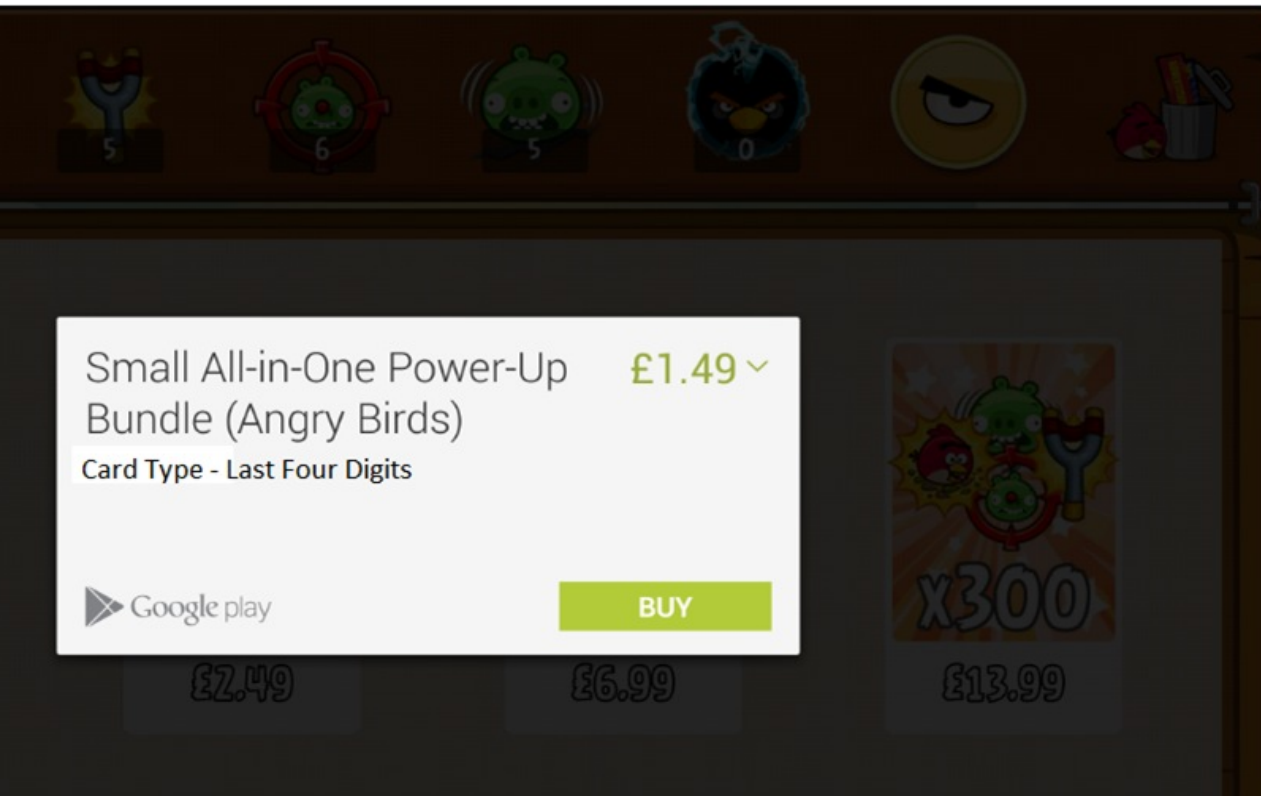 5 6 5 0
Small All-in-One Power-Up £1.49
Bundle (Angry Birds)
Card Type - Last Four Digits
x300
Google play BUY
£2.49 £6.99 £13.99